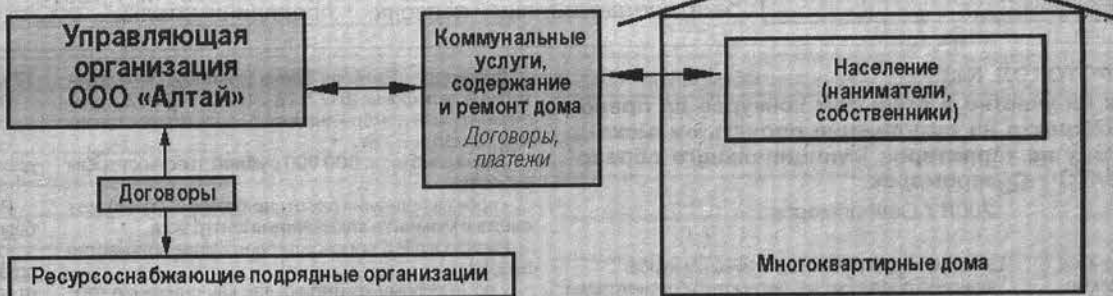 Управляющая
организация
ООО «Алтай»
Коммунальные
услуги,
содержание
и ремонт дома
Договоры,
платежи
Население
(наниматели,
собственники)
Договоры
Ресурсоснабжающие подрядные организации
Многоквартирные дома